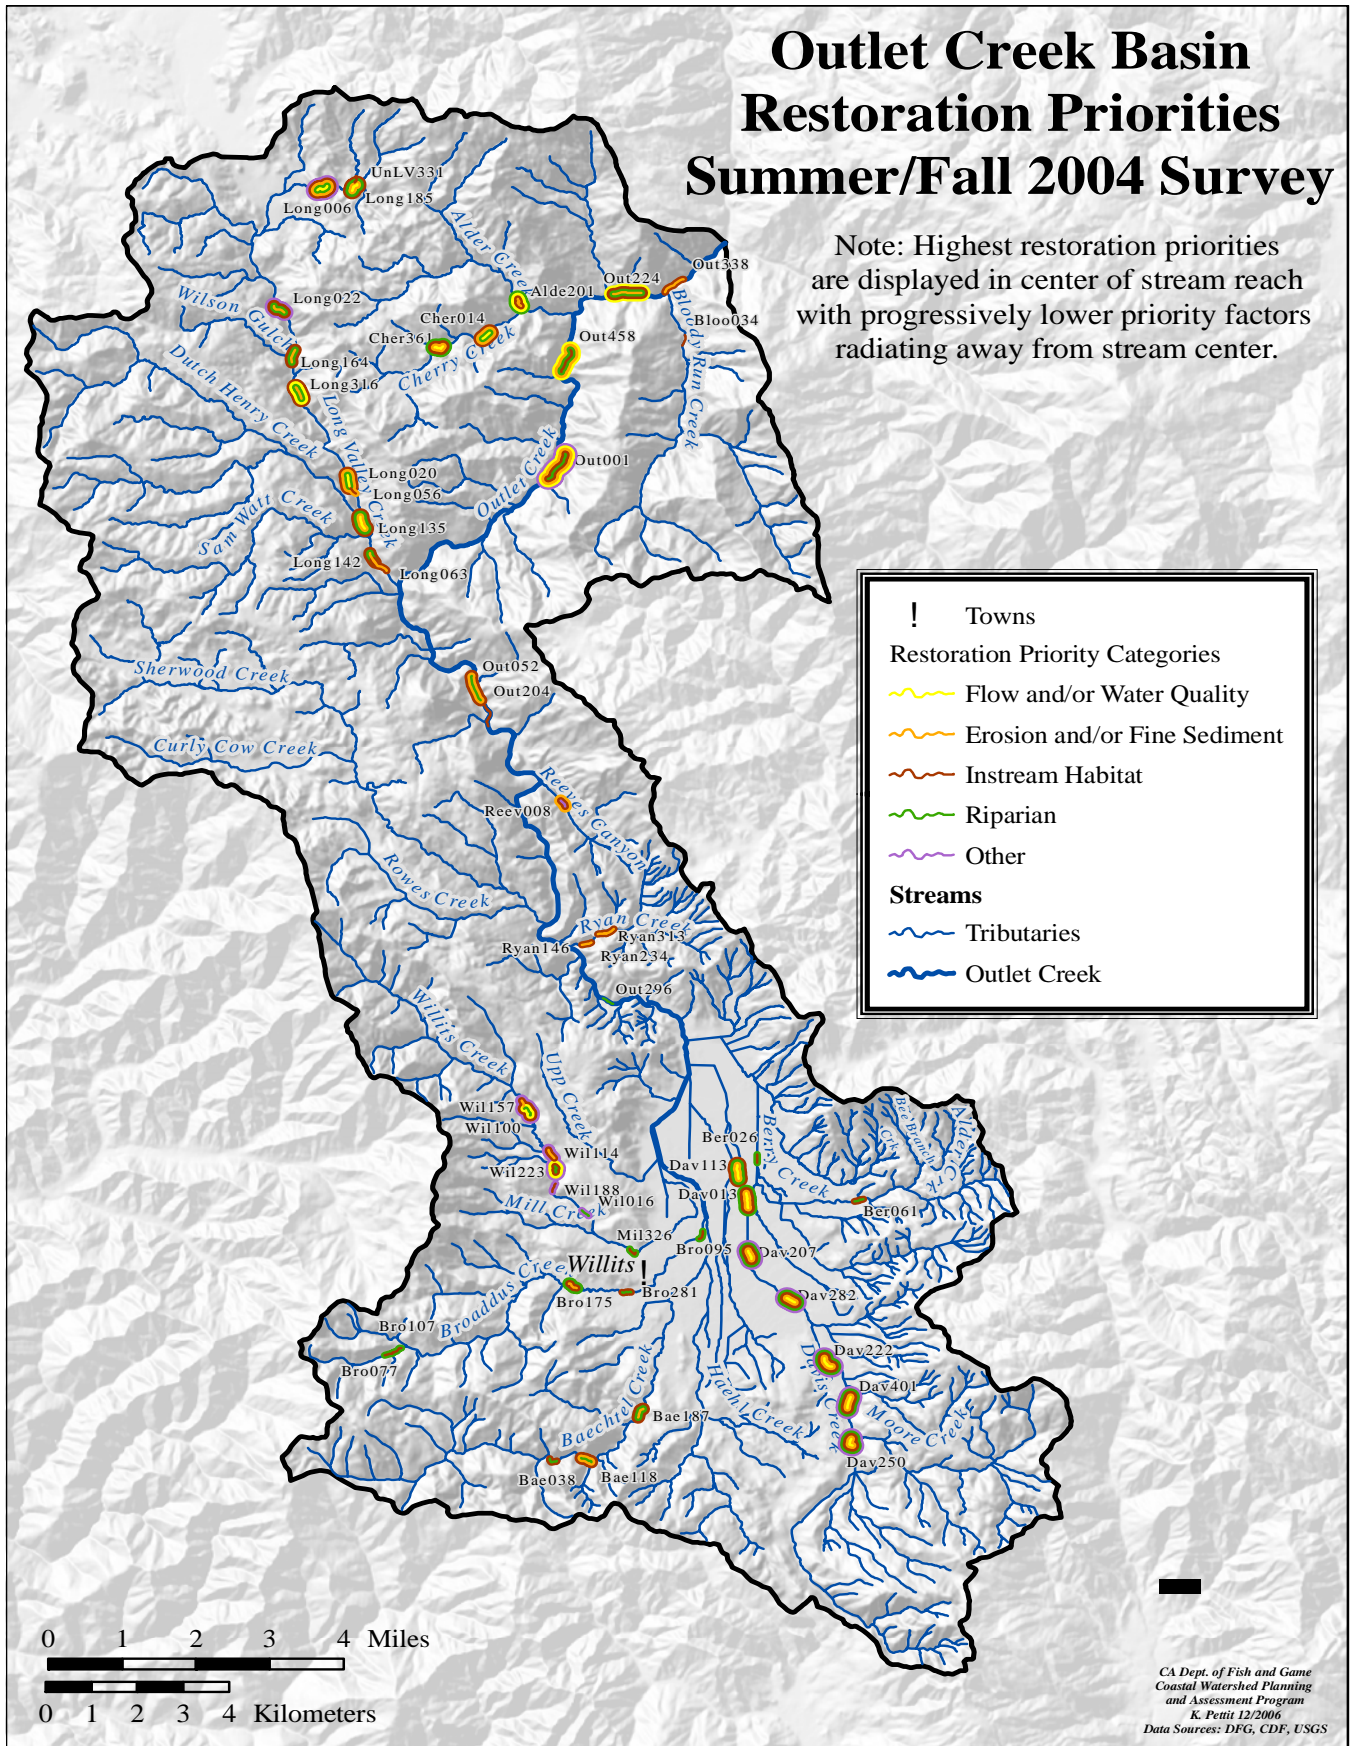 Outlet Creek Basin
Restoration Priorities
Summer/Fall 2004 Survey
Note: Highest restoration priorities
are displayed in center of stream reach
with progressively lower priority factors
radiating away from stream center.
UnLV331
Long006
Long185
Alder Creek
Out338
Out224
Long022
Alde201
Bloody Run Creek
Wilson Gulch
Cher014
Bloo034
Cher361
Out458
Cherry Creek
Long164
Dutch Henry Creek
Long316
Long Valley Creek
Out001
Long020
Long056
Outlet Creek
Sam Watt Creek
Long135
Long142
Long063
Out052
Sherwood Creek
Out204
Curly Cow Creek
Reeves Canyon
Reev008
Rowes Creek
Ryan Creek
Ryan313
Ryan146
Ryan234
Out296
Willits Creek
Upp Creek
Wil157
Wil100
Bee Branch Crk
Alder Crk
Berry Creek
Ber026
Wil114
Dav113
Wil223
Wil188
Dav013
Mill Creek
Wil016
Ber061
Mil326
Bro095
Dav207
Willits
!
Broaddus Creek
Bro175
Bro281
Dav282
Bro107
Bro077
Dav222
Davis Creek
Haehl Creek
Dav401
Baechtel Creek
Bae187
Moore Creek
Dav250
Bae038
Bae118
! Towns
Restoration Priority Categories
Flow and/or Water Quality
Erosion and/or Fine Sediment
Instream Habitat
Riparian
Other
Streams
Tributaries
Outlet Creek
0 1 2 3 4 Miles
0 1 2 3 4 Kilometers
CA Dept. of Fish and Game
Coastal Watershed Planning
and Assessment Program
K. Pettit 12/2006
Data Sources: DFG, CDF, USGS